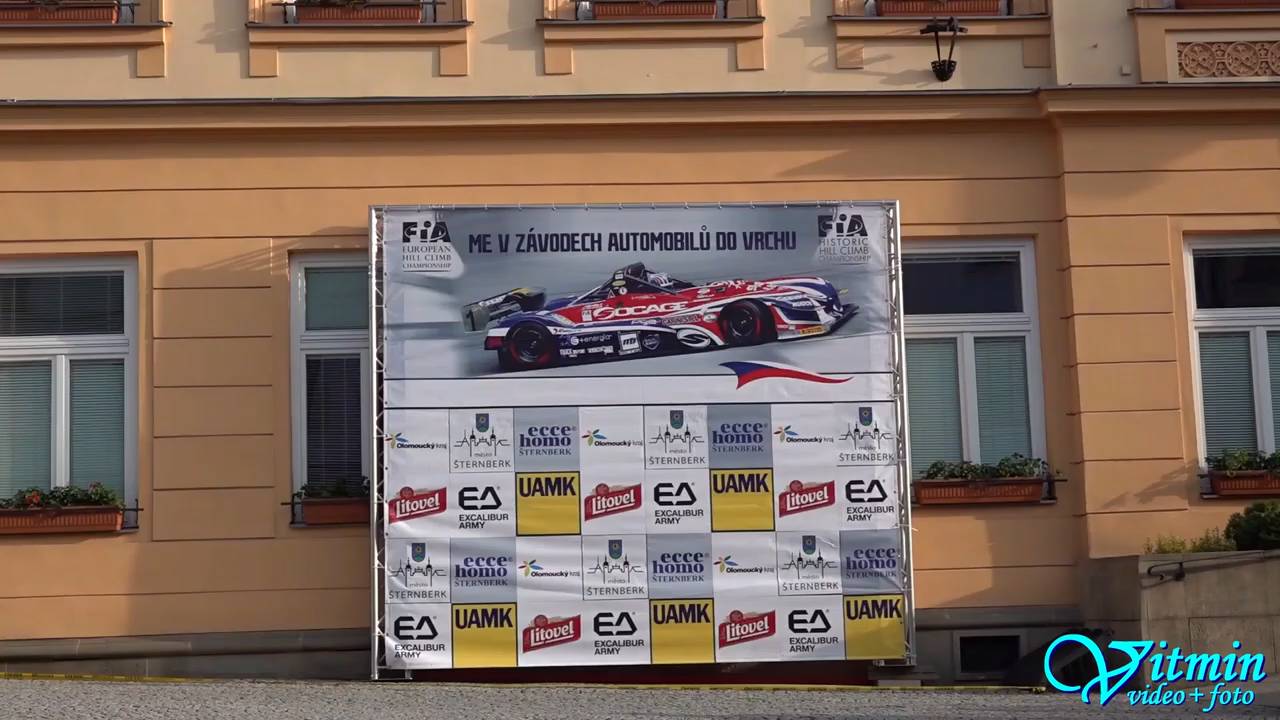 FIA
EUROPEAN
HILL CLIMB
CHAMPIONSHIP
ME V ZÁVODECH AUTOMOBILŮ DO VRCHU
FIA
HISTORIC
HILL CLIMB
CHAMPIONSHIP
SOCAGE
+energia
Olomoucký kraj
město
ŠTERNBERK
ecce
homo
ŠTERNBERK
Olomoucký kraj
město
ŠTERNBERK
ecce
homo
ŠTERNBERK
Olomoucký kraj
město
ŠTERNBERK
Litovel
EA
EXCALIBUR
ARMY
UAMK
Litovel
EA
EXCALIBUR
ARMY
UAMK
Litovel
EA
EXCALIBUR
ARMY
město
ŠTERNBERK
ecce
homo
ŠTERNBERK
Olomoucký kraj
město
ŠTERNBERK
ecce
homo
ŠTERNBERK
Olomoucký kraj
město
ŠTERNBERK
ecce
homo
ŠTERNBERK
EA
EXCALIBUR
ARMY
UAMK
Litovel
EA
EXCALIBUR
ARMY
UAMK
Litovel
EA
EXCALIBUR
ARMY
UAMK
Vitmin
video+foto